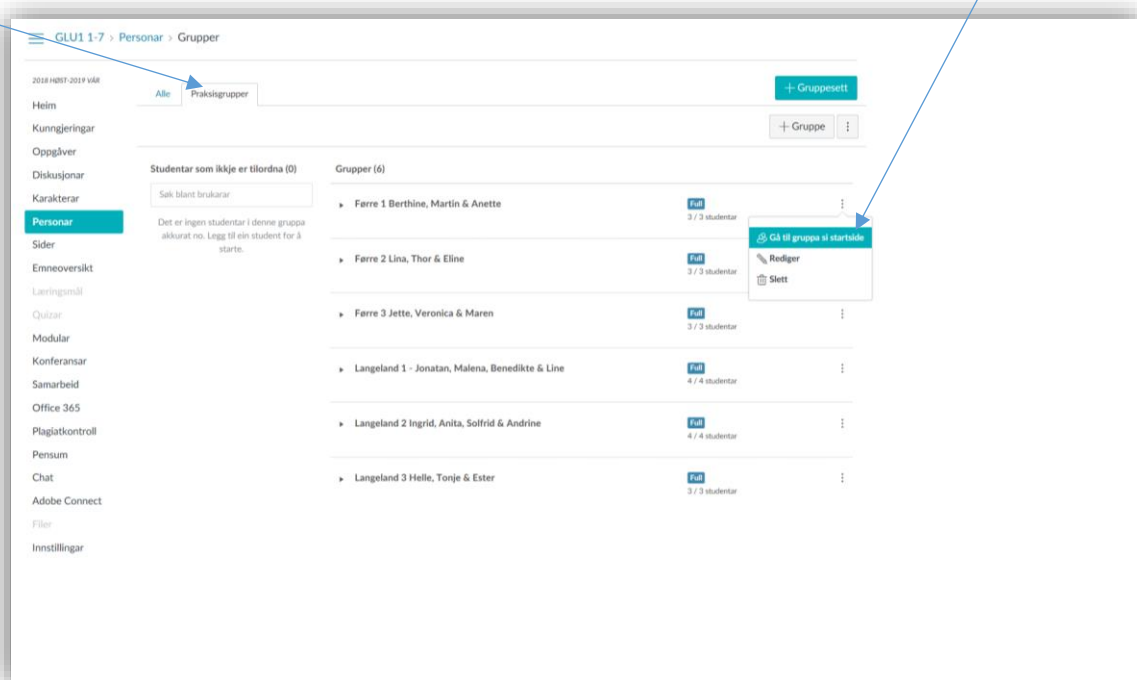 GLU1 1-7 › Personar › Grupper
2018 HØST-2019 VÅR
Heim
Kunngjeringar
Oppgåver
Diskusjonar
Karakterar
Personar
Sider
Emneoversikt
Læringsmål
Quizar
Modular
Konferansar
Samarbeid
Office 365
Plagiatkontroll
Pensum
Chat
Adobe Connect
Filer
Innstillingar
Alle Praksisgrupper
+ Gruppesett
+ Gruppe
Studentar som ikkje er tilordna (0)
Søk blant brukarar
Det er ingen studentar i denne gruppa
akkurat no. Legg til ein student for å
starte.
Grupper (6)
Førre 1 Berthine, Martin & Anette
Full
3 / 3 studentar
Gå til gruppa si startside
Rediger
Slett
Førre 2 Lina, Thor & Eline
Full
3 / 3 studentar
Førre 3 Jette, Veronica & Maren
Full
3 / 3 studentar
Langeland 1 - Jonatan, Malena, Benedikte & Line
Full
4 / 4 studentar
Langeland 2 Ingrid, Anita, Solfrid & Andrine
Full
4 / 4 studentar
Langeland 3 Helle, Tonje & Ester
Full
3 / 3 studentar